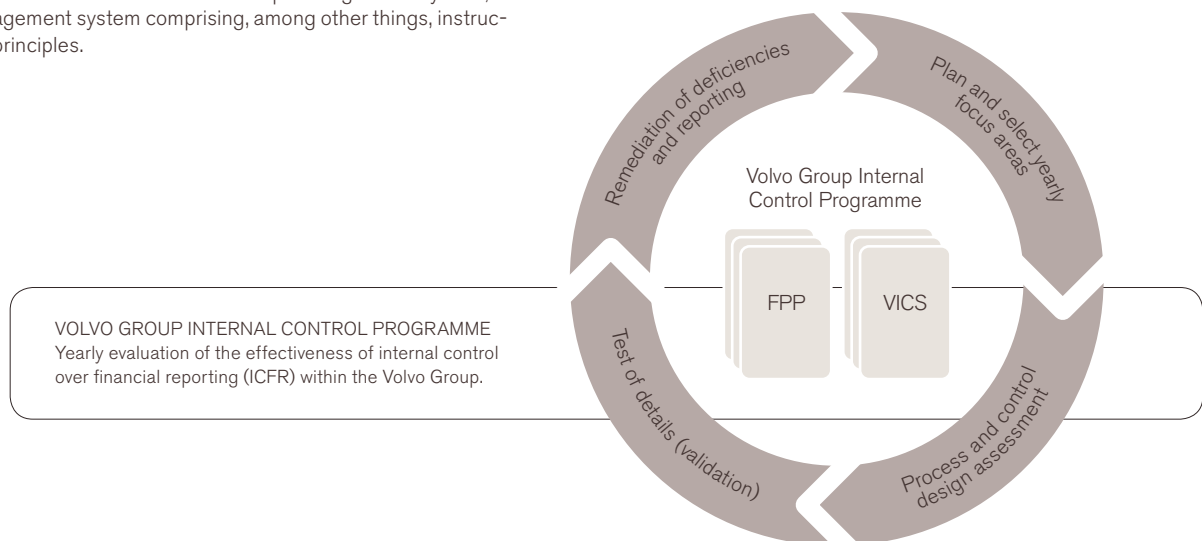 agement system comprising, among other things, instruc-
principles.
Remediation of deficiencies
and reporting
Plan and select yearly
focus areas
Volvo Group Internal
Control Programme
FPP
VICS
VOLVO GROUP INTERNAL CONTROL PROGRAMME
Yearly evaluation of the effectiveness of internal control
over financial reporting (ICFR) within the Volvo Group.
Test of details (validation)
Process and control
design assessment